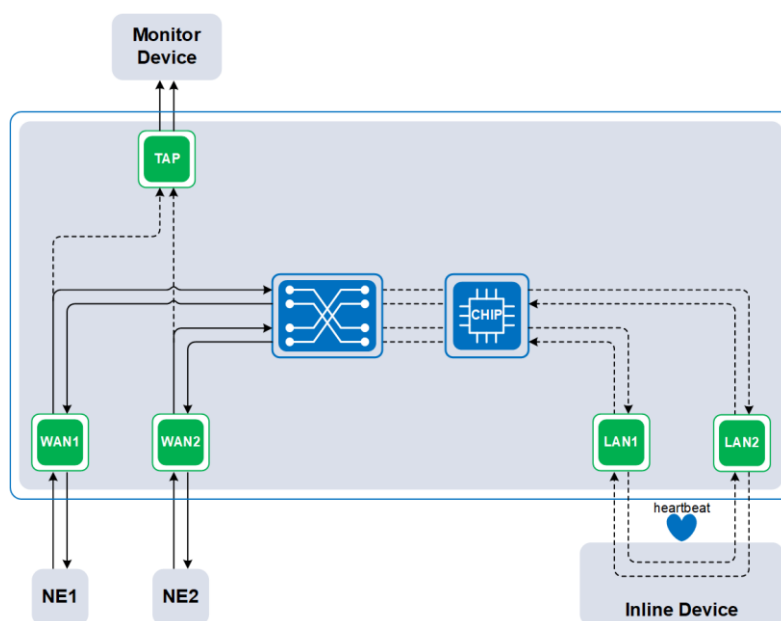 Monitor
Device
TAP
CHIP
WAN1
WAN2
LAN1
LAN2
heartbeat
NE1
NE2
Inline Device